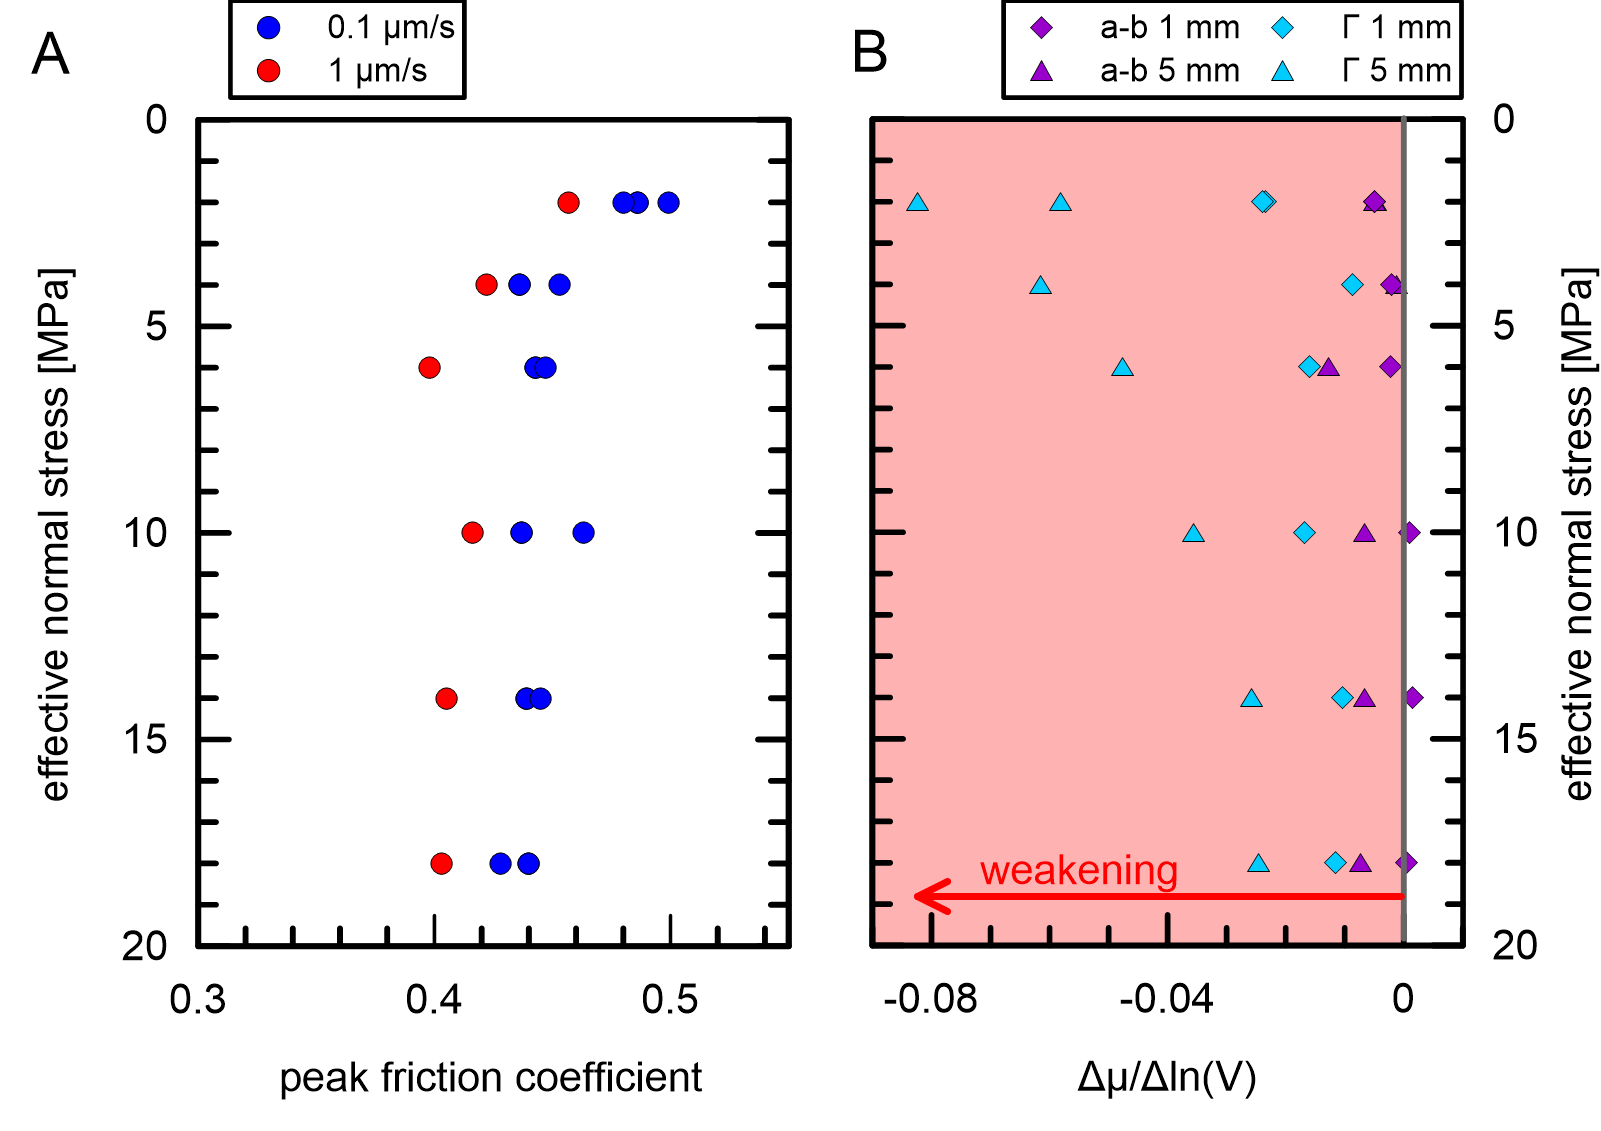 A
0.1 µm/s
1 µm/s
0
5
10
15
20
effective normal stress [MPa]
0.3
0.4
0.5
peak friction coefficient
B
a-b 1 mm
Γ 1 mm
a-b 5 mm
Γ 5 mm
weakening
-0.08
-0.04
0
Δµ/Δln(V)
0
5
10
15
20
effective normal stress [MPa]